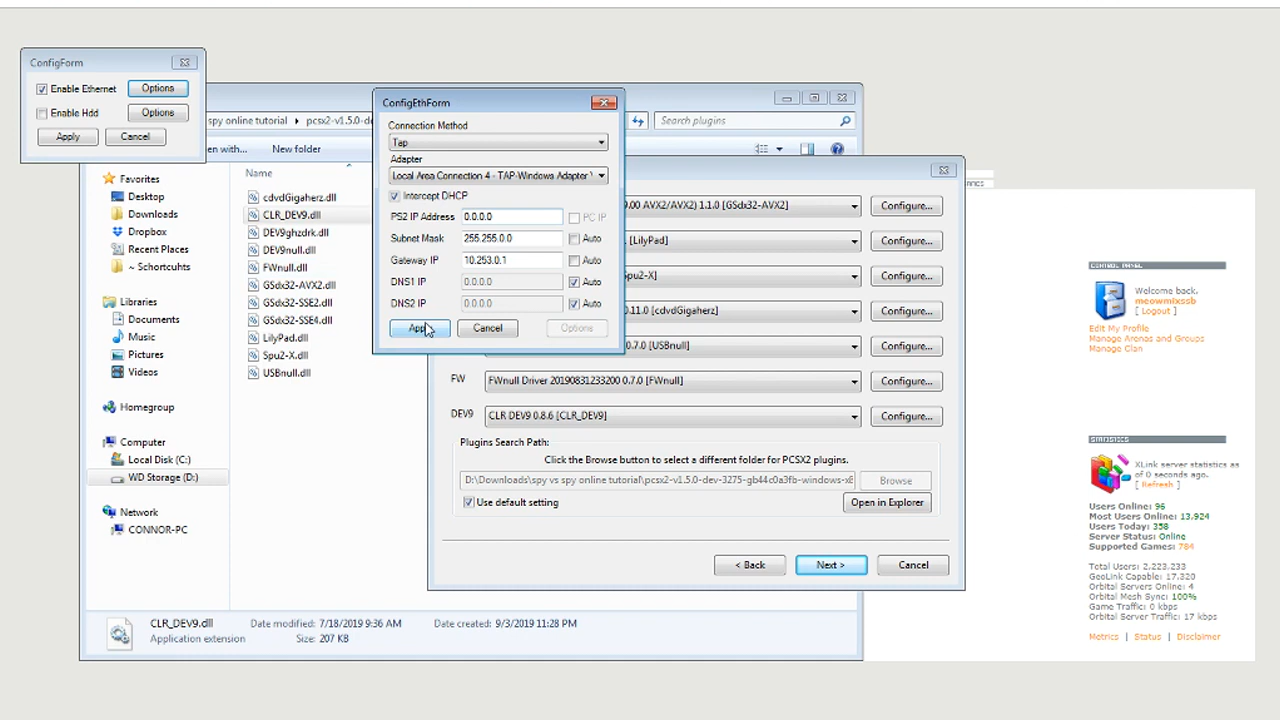 ConfigForm
Enable Ethernet
Options
Enable Hdd
Options
Apply
Cancel
spy online tutorial
Search plugins
New folder
ConfigEthForm
Connection Method
Tap
Adapter
Local Area Connection 4 - TAP-Windows Adapter
Intercept DHCP
PS2 IP Address 0.0.0.0 PC IP
Subnet Mask 255.255.0.0 Auto
Gateway IP 10.253.0.1 Auto
DNS1 IP 0.0.0.0 Auto
DNS2 IP 0.0.0.0 Auto
Apply
Cancel
Options
Favorites
Desktop
Downloads
Dropbox
Recent Places
~ Schortcuhts
Libraries
Documents
Music
Pictures
Videos
Homegroup
Computer
Local Disk (C:)
WD Storage (D:)
Network
CONNOR-PC
Name
cdvdGigaherz.dll
CLR_DEV9.dll
DEV9ghzdrk.dll
DEV9null.dll
FWnull.dll
GSdx32-AVX2.dll
GSdx32-SSE2.dll
GSdx32-SSE4.dll
LilyPad.dll
Spu2-X.dll
USBnull.dll
AVX2/AVX2) 1.1.0 [GSdx32-AVX2] Configure...
[LilyPad] Configure...
Configure...
[cdvdGigaherz] Configure...
0.7.0 [USBnull] Configure...
FW FWnull Driver 20190831233200 0.7.0 [FWnull] Configure...
DEV9 CLR DEV9 0.8.6 [CLR_DEV9] Configure...
Plugins Search Path:
Click the Browse button to select a different folder for PCSX2 plugins.
Browse
Use default setting
Open in Explorer
< Back
Next >
Cancel
CLR_DEV9.dll Date modified: 7/18/2019 9:36 AM Date created: 9/3/2019 11:28 PM
Application extension Size: 207 KB
CONTROL PANEL
Welcome back,
meowmixssb
[ Logout ]
Edit My Profile
Manage Arenas and Groups
Manage Clan
STATISTICS
XLink server statistics as
of 0 seconds ago.
[ Refresh ]
Users Online: 96
Most Users Online: 13,924
Users Today: 358
Server Status: Online
Supported Games: 784
Total Users: 2,223,233
GeoLink Capable: 17,320
Orbital Servers Online: 4
Orbital Mesh Sync: 100%
Game Traffic: 0 kbps
Orbital Server Traffic: 17 kbps
Metrics | Status | Disclaimer